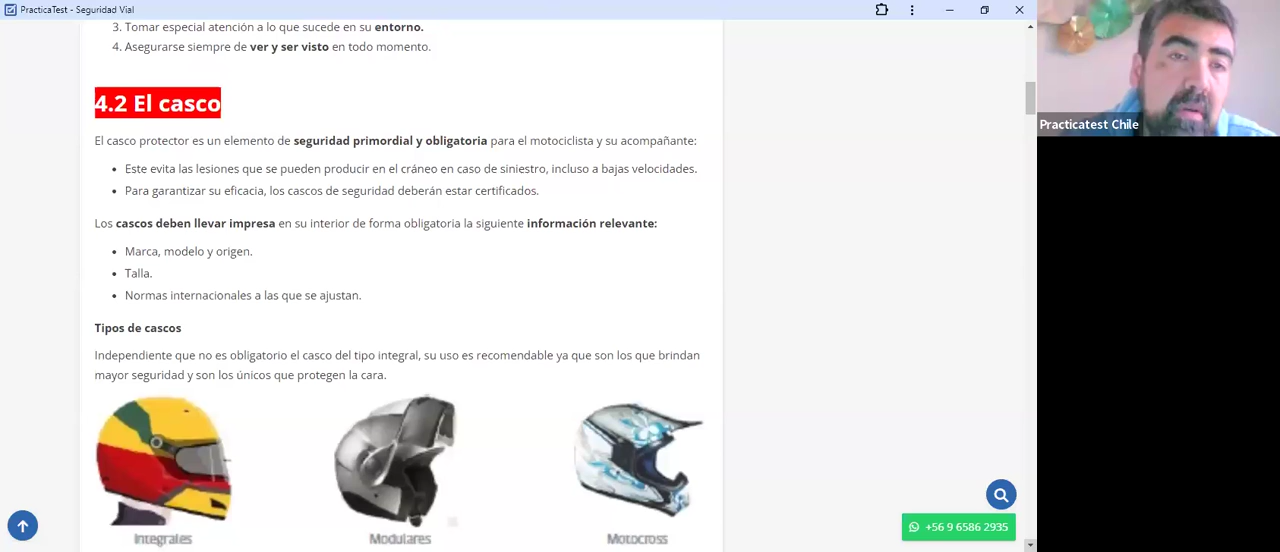 PracticaTest - Seguridad Vial
3. Tomar especial atención a lo que sucede en su entorno.
4. Asegurarse siempre de ver y ser visto en todo momento.
4.2 El casco
El casco protector es un elemento de seguridad primordial y obligatoria para el motociclista y su acompañante:
• Este evita las lesiones que se pueden producir en el cráneo en caso de siniestro, incluso a bajas velocidades.
• Para garantizar su eficacia, los cascos de seguridad deberán estar certificados.
Los cascos deben llevar impresa en su interior de forma obligatoria la siguiente información relevante:
• Marca, modelo y origen.
• Talla.
• Normas internacionales a las que se ajustan.
Tipos de cascos
Independiente que no es obligatorio el casco del tipo integral, su uso es recomendable ya que son los que brindan
mayor seguridad y son los únicos que protegen la cara.
Integrales
Modulares
Motocross
+56 9 6586 2935
Practicatest Chile